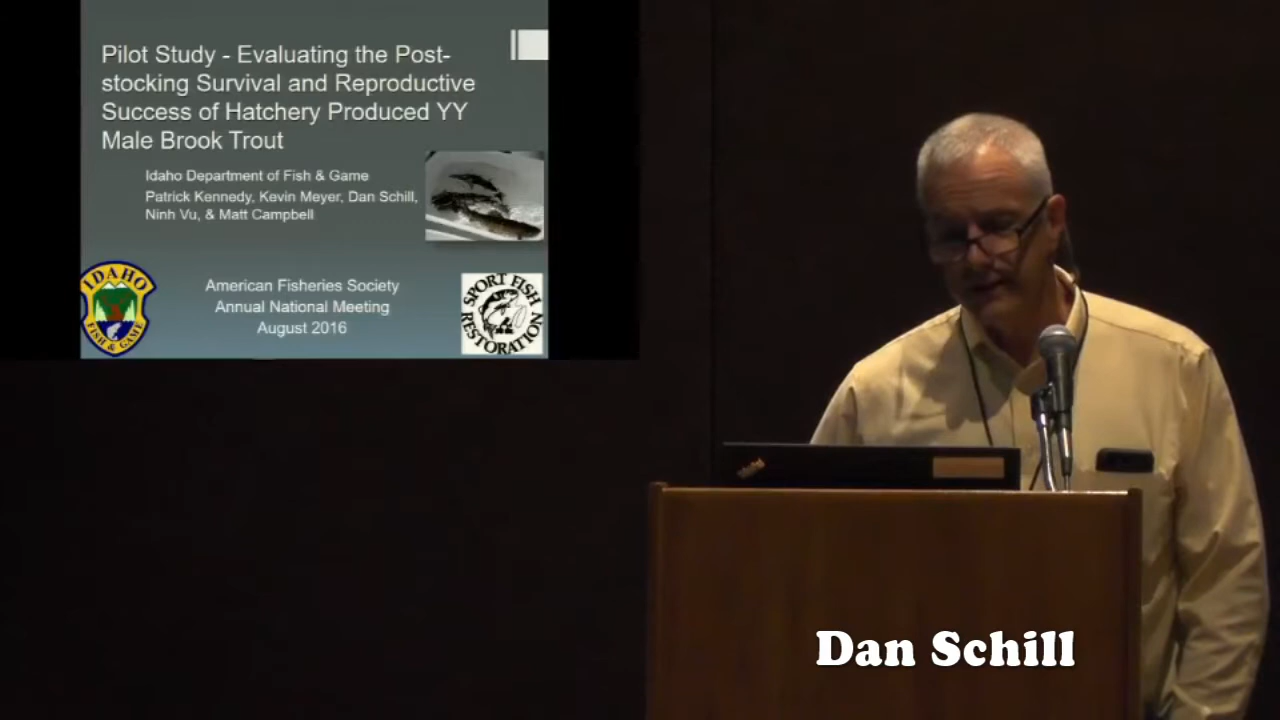 Pilot Study - Evaluating the Post-
stocking Survival and Reproductive
Success of Hatchery Produced YY
Male Brook Trout
Idaho Department of Fish & Game
Patrick Kennedy, Kevin Meyer, Dan Schill,
Ninh Vu, & Matt Campbell
IDAHO
FISH & GAME
American Fisheries Society
Annual National Meeting
August 2016
SPORT FISH
RESTORATION
Dan Schill